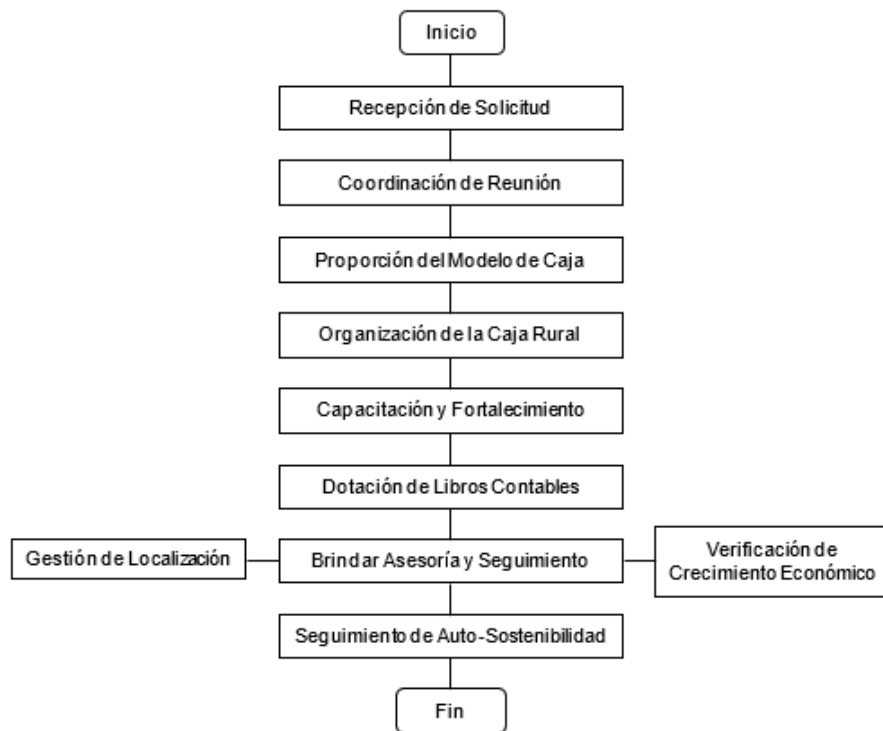 Inicio
Recepción de Solicitud
Coordinación de Reunión
Proporción del Modelo de Caja
Organización de la Caja Rural
Capacitación y Fortalecimiento
Dotación de Libros Contables
Gestión de Localización
Brindar Asesoría y Seguimiento
Verificación de
Crecimiento Económico
Seguimiento de Auto-Sostenibilidad
Fin